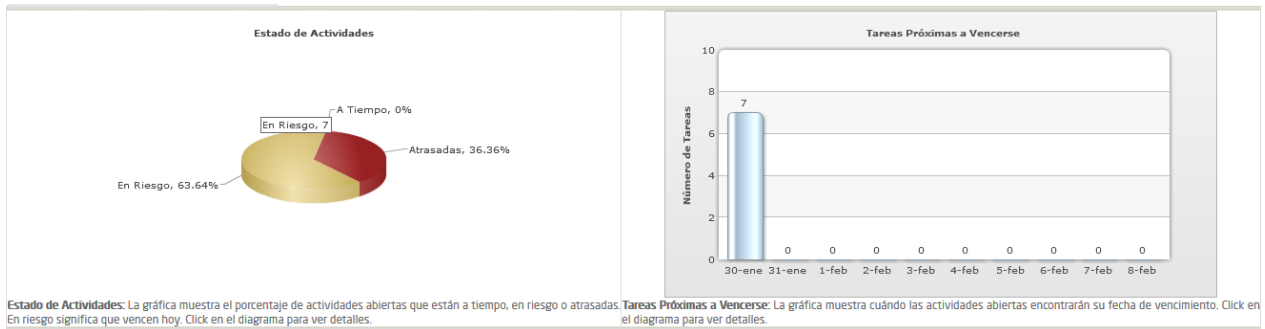 Estado de Actividades
A Tiempo, 0%
En Riesgo, 7
Atrasadas, 36.36%
En Riesgo, 63.64%
Estado de Actividades: La gráfica muestra el porcentaje de actividades abiertas que están a tiempo, en riesgo o atrasadas.
En riesgo significa que vencen hoy. Click en el diagrama para ver detalles.
Tareas Próximas a Vencerse
Número de Tareas
10
8
6
4
2
0
7
0 0 0 0 0 0 0 0 0
30-ene 31-ene 1-feb 2-feb 3-feb 4-feb 5-feb 6-feb 7-feb 8-feb
Tareas Próximas a Vencerse: La gráfica muestra cuándo las actividades abiertas encontrarán su fecha de vencimiento. Click en
el diagrama para ver detalles.